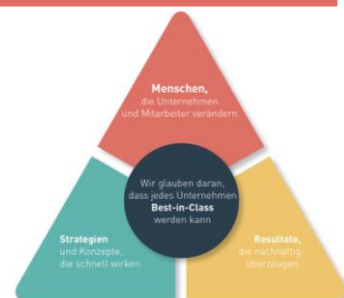 Menschen,
die Unternehmen
und Mitarbeiter verändern
Wir glauben daran,
dass jedes Unternehmen
Best-in-Class
werden kann
Strategien
und Konzepte,
die schnell wirken
Resultate,
die nachhaltig
überzeugen.